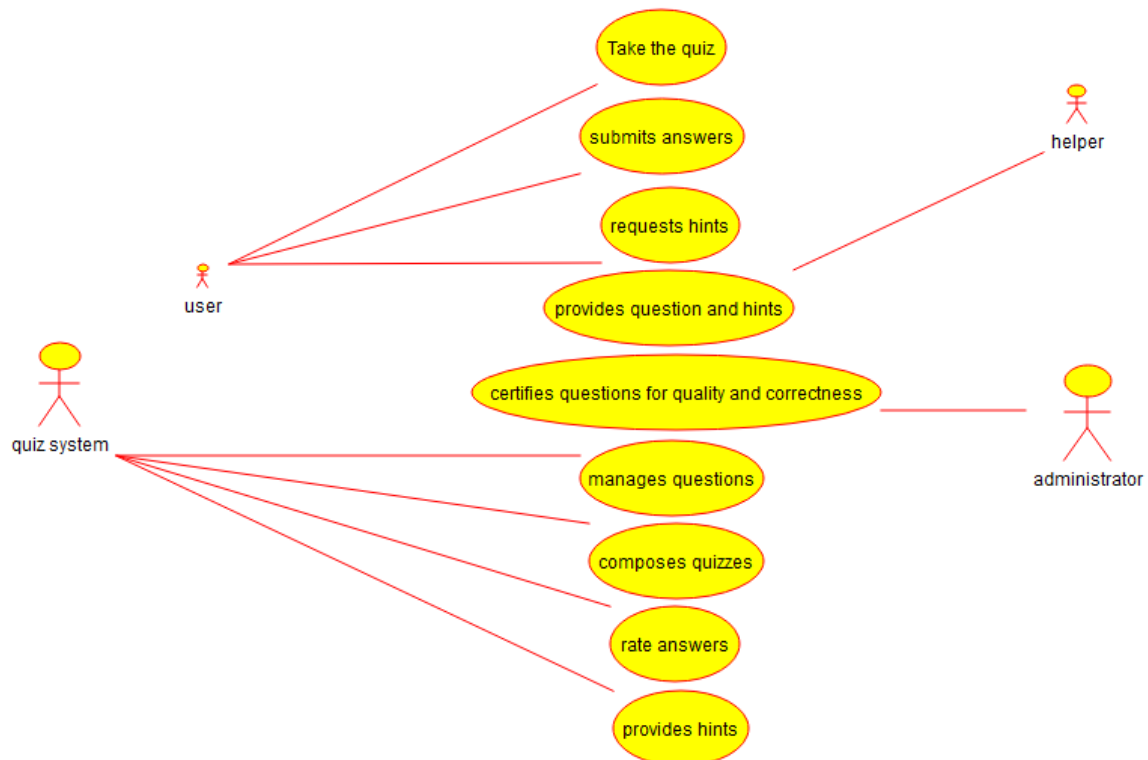 Take the quiz
submits answers
helper
requests hints
user
provides question and hints
certifies questions for quality and correctness
quiz system
manages questions
administrator
composes quizzes
rate answers
provides hints